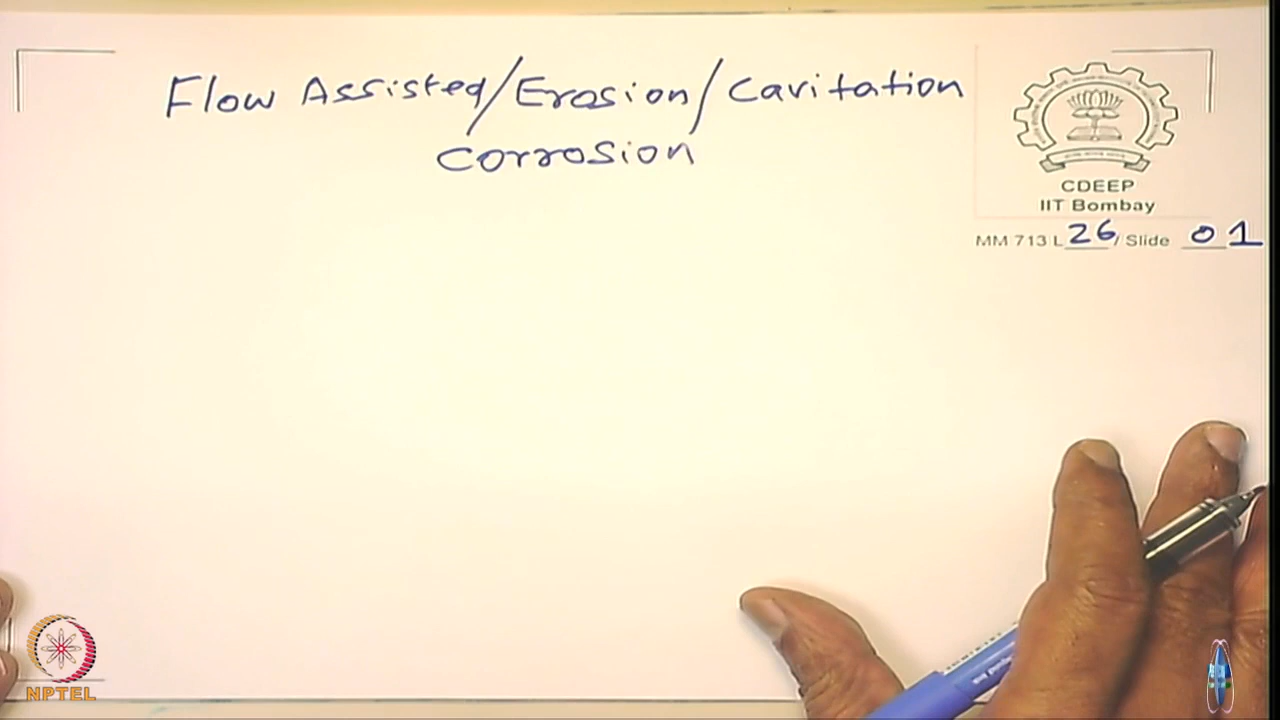 Flow Assisted/Erosion/Cavitation
Corrosion
CDEEP
IIT Bombay
MM 713 L 26 / Slide 01
NPTEL